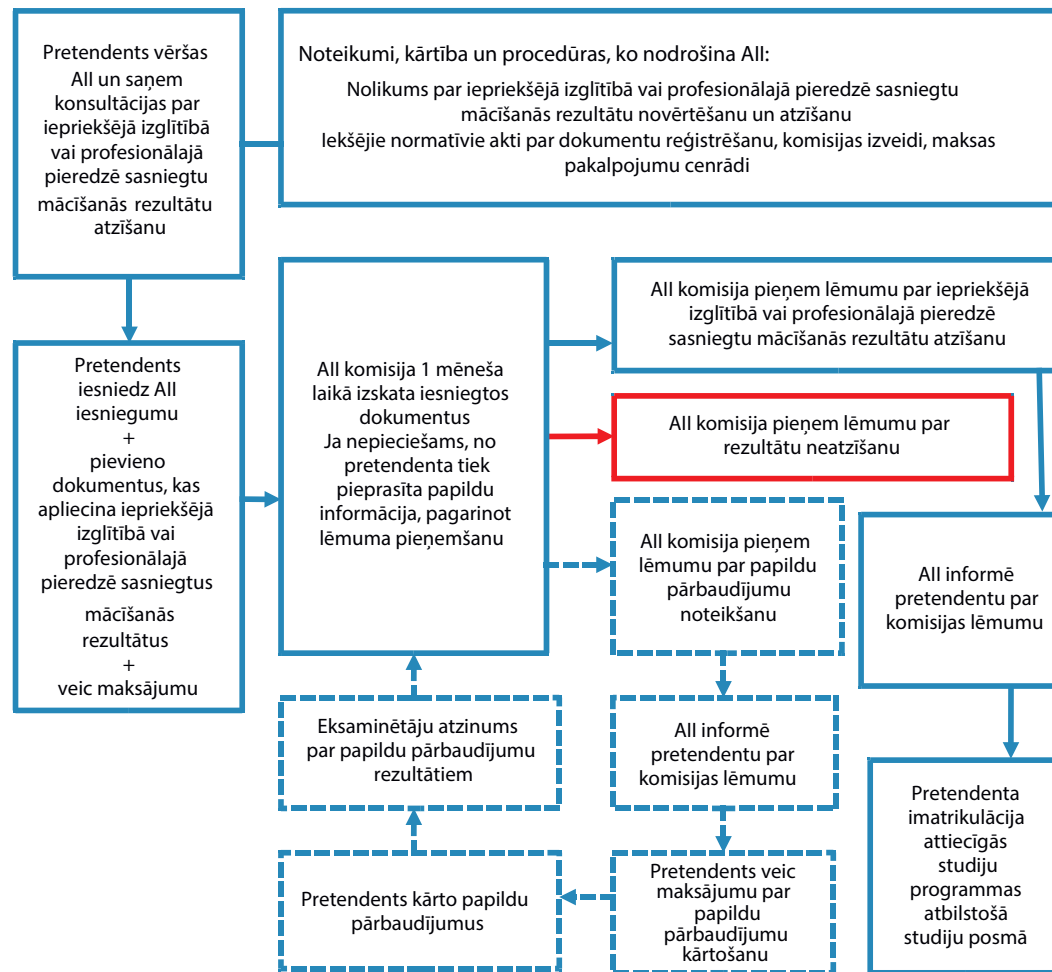 Pretendents vēršas
AII un saņem
konsultācijas par
iepriekšējā izglītībā
vai profesionālajā
pieredzē sasniegtu
mācīšanās rezultātu
atzīšanu
Noteikumi, kārtība un procedūras, ko nodrošina AII:
Nolikums par iepriekšējā izglītībā vai profesionālajā pieredzē sasniegtu
mācīšanās rezultātu novērtēšanu un atzīšanu
Iekšējie normatīvie akti par dokumentu reģistrēšanu, komisijas izveidi, maksas
pakalpojumu cenrādi
Pretendents
iesniedz AII
iesniegumu
+
pievieno
dokumentus, kas
apliecina iepriekšējā
izglītībā vai
profesionālajā
pieredzē sasniegtus
mācīšanās
rezultātus
+
veic maksājumu
AII komisija 1 mēneša
laikā izskata iesniegtos
dokumentus
Ja nepieciešams, no
pretendenta tiek
pieprasīta papildu
informācija, pagarinot
lēmuma pieņemšanu
AII komisija pieņem lēmumu par iepriekšējā
izglītībā vai profesionālajā pieredzē
sasniegtu mācīšanās rezultātu atzīšanu
AII komisija pieņem lēmumu par
rezultātu neatzīšanu
AII komisija pieņem
lēmumu par papildu
pārbaudījumu
noteikšanu
AII informē
pretendentu par
komisijas lēmumu
Eksaminētāju atzinums
par papildu pārbaudījumu
rezultātiem
AII informē
pretendentu par
komisijas lēmumu
Pretendents kārto papildu
pārbaudījumus
Pretendents veic
maksājumu par
papildu
pārbaudījumu
kārtošanu
Pretendenta
imatrikulācija
attiecīgās
studiju
programmas
atbilstošā
studiju posmā